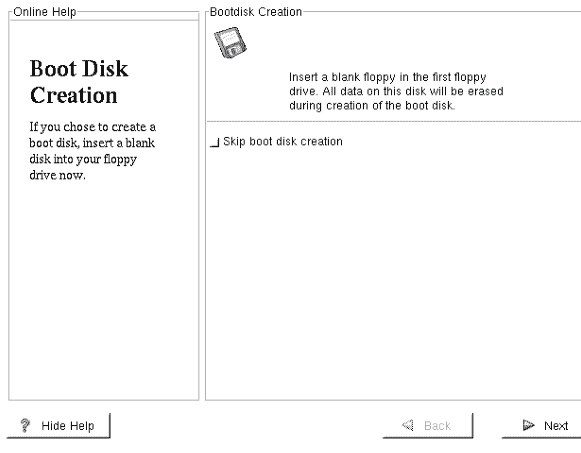 Online Help
Boot Disk
Creation
If you chose to create a
boot disk, insert a blank
disk into your floppy
drive now.
Bootdisk Creation
Insert a blank floppy in the first floppy
drive. All data on this disk will be erased
during creation of the boot disk.
Skip boot disk creation
Hide Help
Back
Next